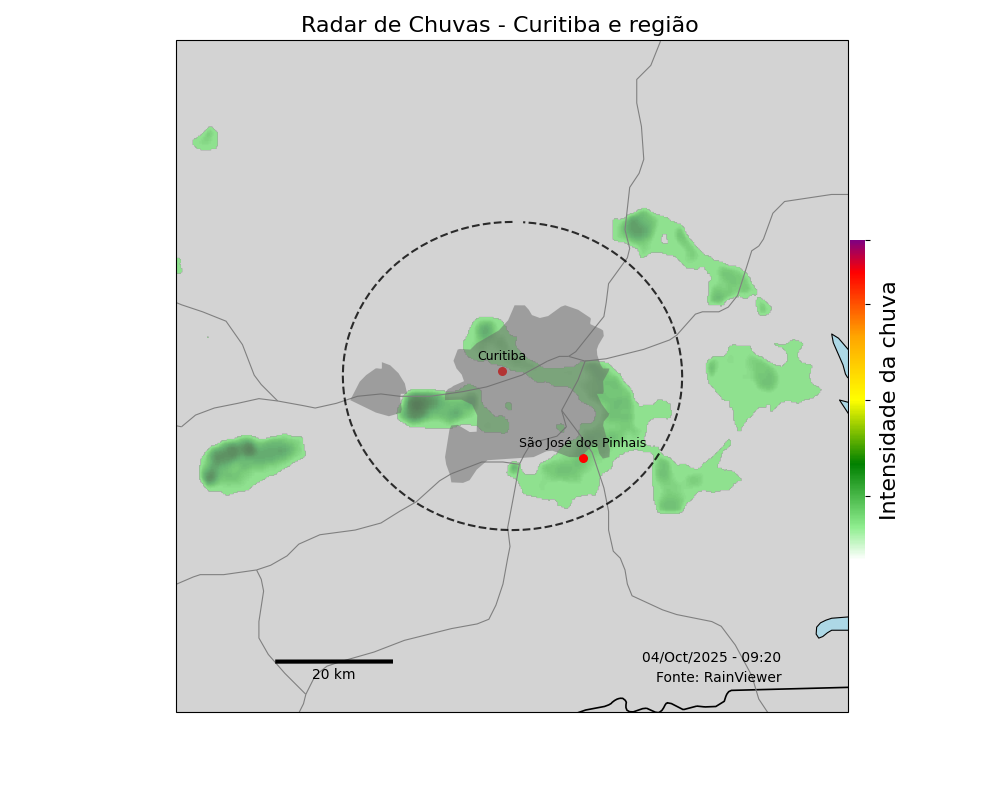 Radar de Chuvas - Curitiba e região
Curitiba
São José dos Pinhais
Intensidade da chuva
04/Oct/2025 - 09:20
Fonte: RainViewer
20 km